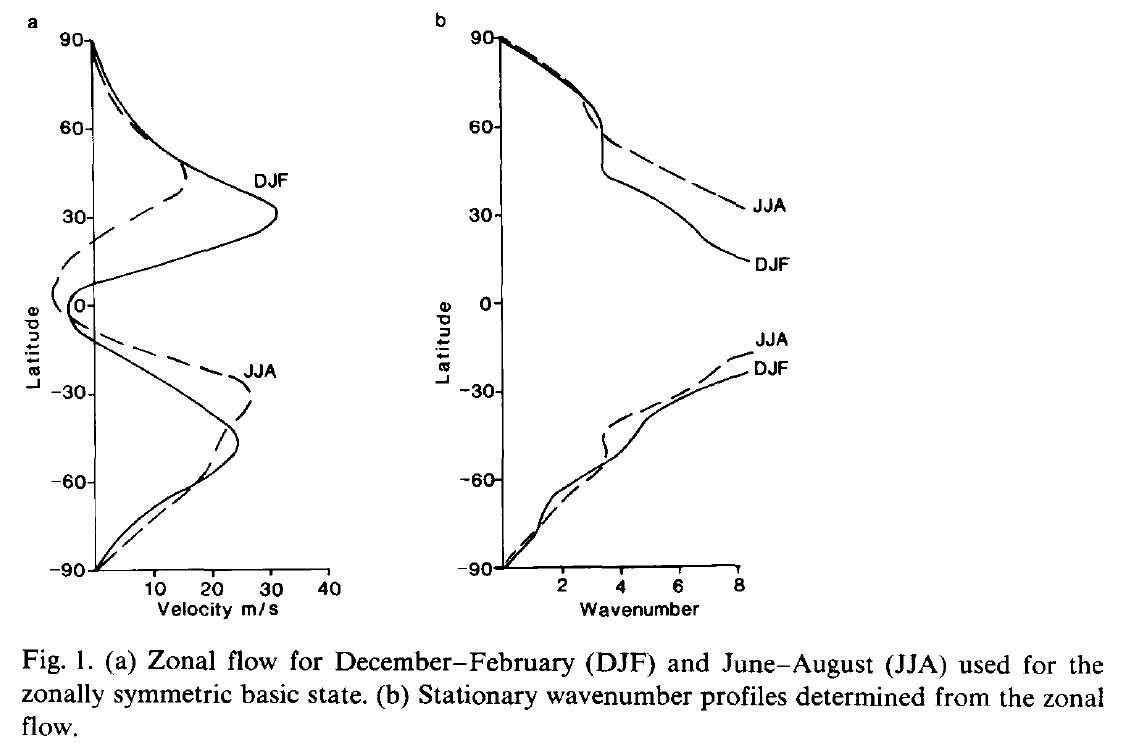 a
90
60
30
0
-30
-60
-90
Latitude
DJF
JJA
10 20 30 40
Velocity m/s
b
90
60
30
0
-30
-60
-90
Latitude
JJA
DJF
JJA
DJF
2 4 6 8
Wavenumber
Fig. 1. (a) Zonal flow for December–February (DJF) and June–August (JJA) used for the
zonally symmetric basic state. (b) Stationary wavenumber profiles determined from the zonal
flow.